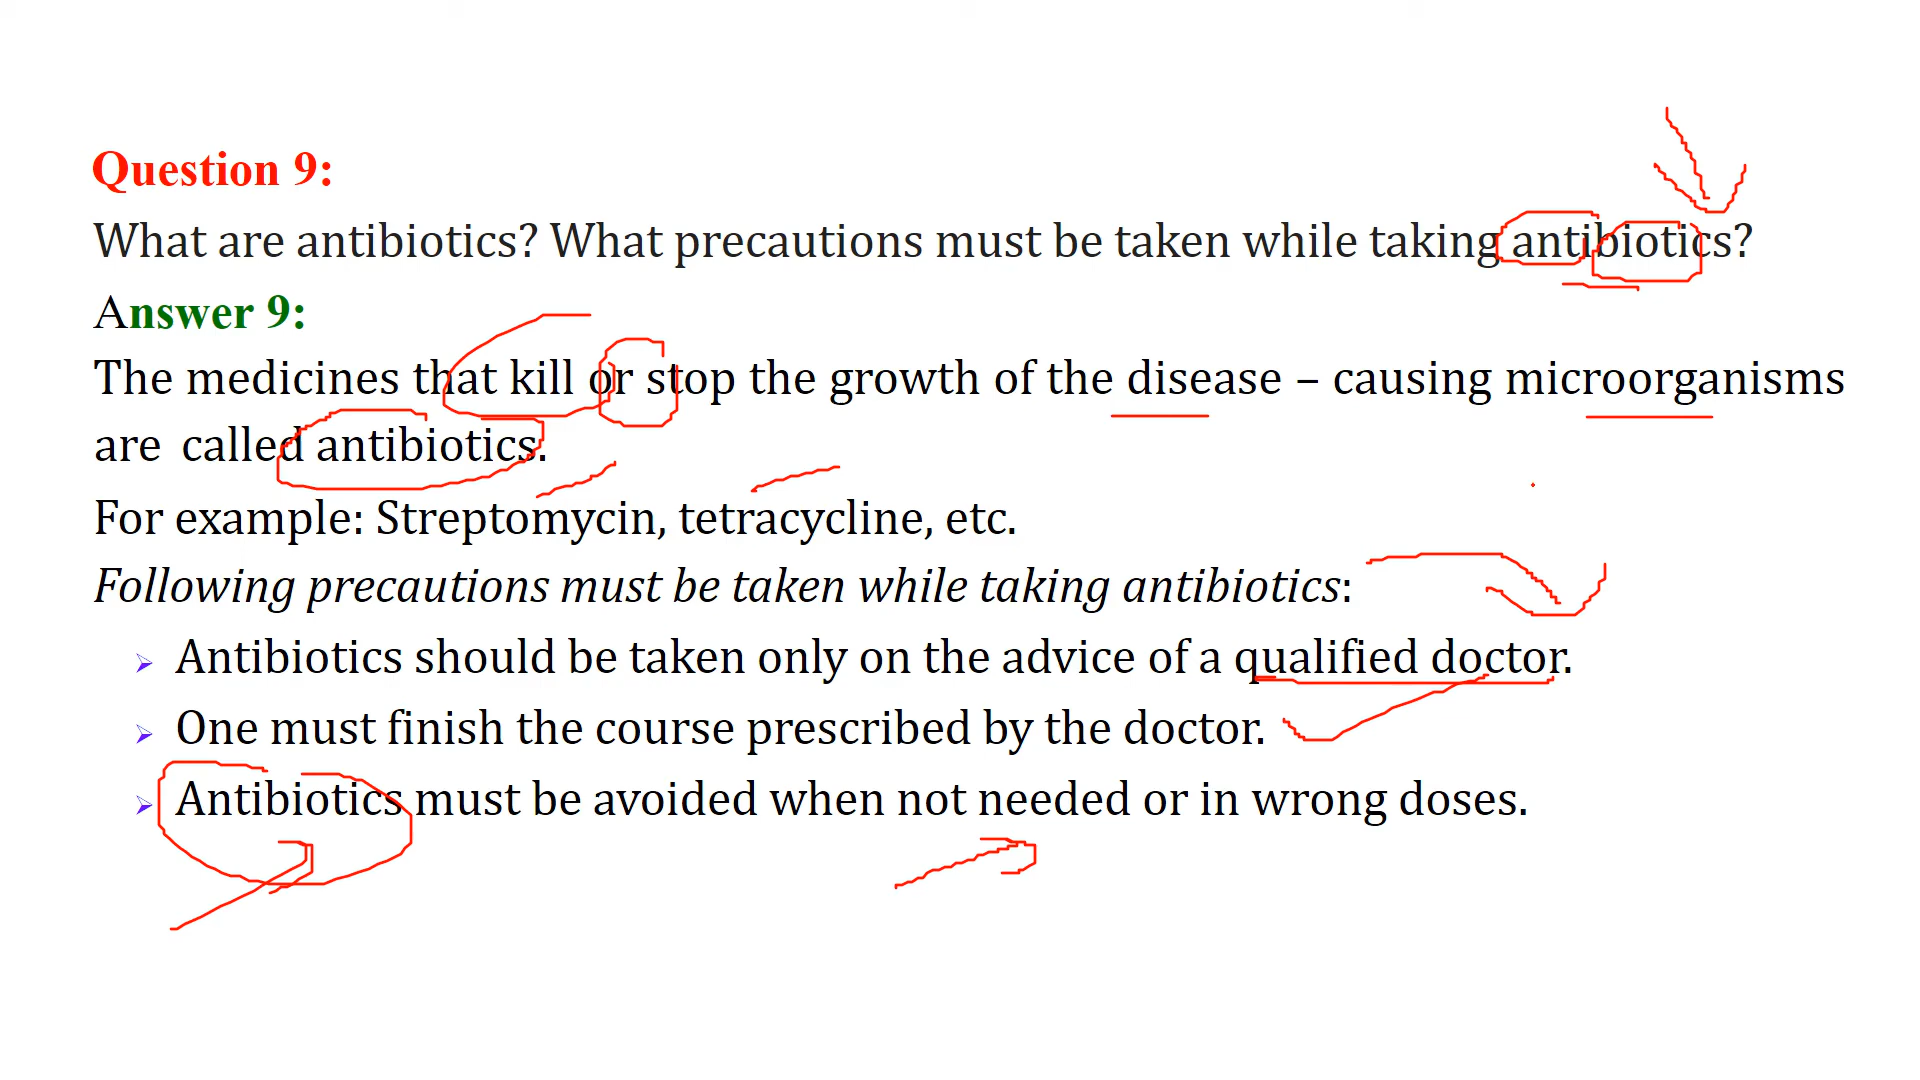 Question 9:
What are antibiotics? What precautions must be taken while taking antibiotics?
Answer 9:
The medicines that kill or stop the growth of the disease – causing microorganisms
are called antibiotics.
For example: Streptomycin, tetracycline, etc.
Following precautions must be taken while taking antibiotics:
➢ Antibiotics should be taken only on the advice of a qualified doctor.
➢ One must finish the course prescribed by the doctor.
➢ Antibiotics must be avoided when not needed or in wrong doses.